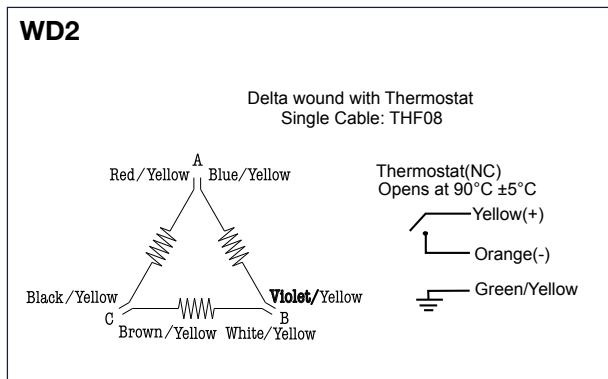 WD2
Delta wound with Thermostat
Single Cable: THF08
A
Red/Yellow Blue/Yellow
Thermostat(NC)
Opens at 90°C ±5°C
Yellow(+)
Orange(-)
Green/Yellow
Black/Yellow Violet/Yellow
C B
Brown/Yellow White/Yellow